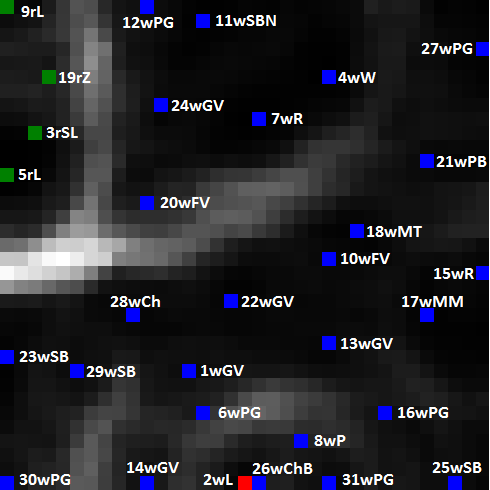 9rL
12wPG
11wSBN
27wPG
19rZ
4wW
24wGV
7wR
3rSL
21wPB
5rL
20wFV
18wMT
10wFV
15wR
28wCh
22wGV
17wMM
13wGV
23wSB
29wSB
1wGV
6wPG
16wPG
8wP
30wPG
14wGV
2wL
26wChB
31wPG
25wSB